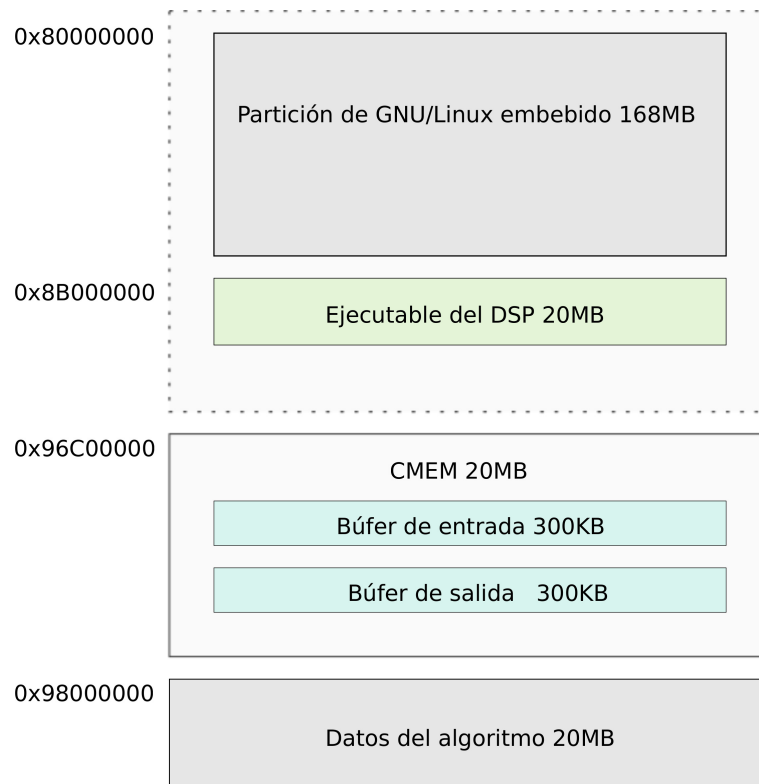 0x80000000
Partición de GNU/Linux embebido 168MB
0x8B000000
Ejecutable del DSP 20MB
0x96C00000
CMEM 20MB
Búfer de entrada 300KB
Búfer de salida 300KB
0x98000000
Datos del algoritmo 20MB